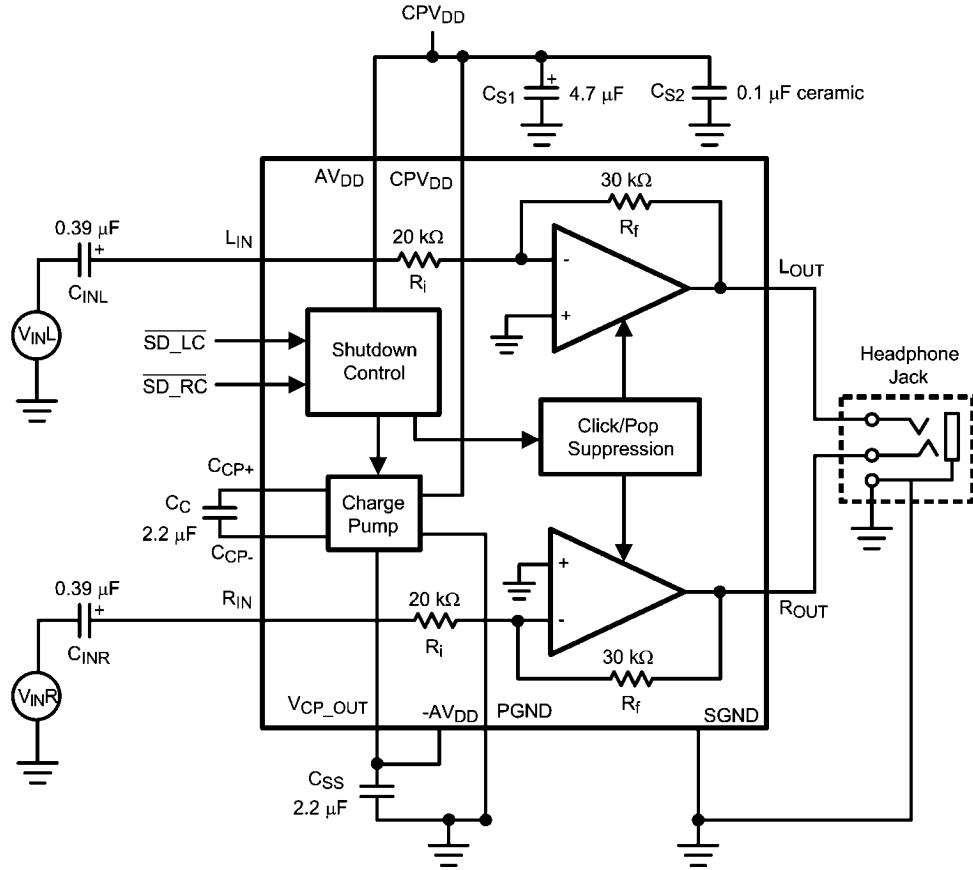 CPVDD
CS1
+
4.7 µF
CS2
0.1 µF ceramic
AVDD
CPVDD
30 kΩ
Rf
0.39 µF
+
CINL
LIN
20 kΩ
Ri
-
+
LOUT
VINL
SD_LC
SD_RC
Shutdown
Control
Click/Pop
Suppression
Headphone
Jack
CCP+
CC
2.2 µF
CCP-
Charge
Pump
0.39 µF
+
CINR
RIN
20 kΩ
Ri
+
-
ROUT
30 kΩ
Rf
VINR
VCP_OUT
-AVDD
PGND
SGND
CSS
2.2 µF